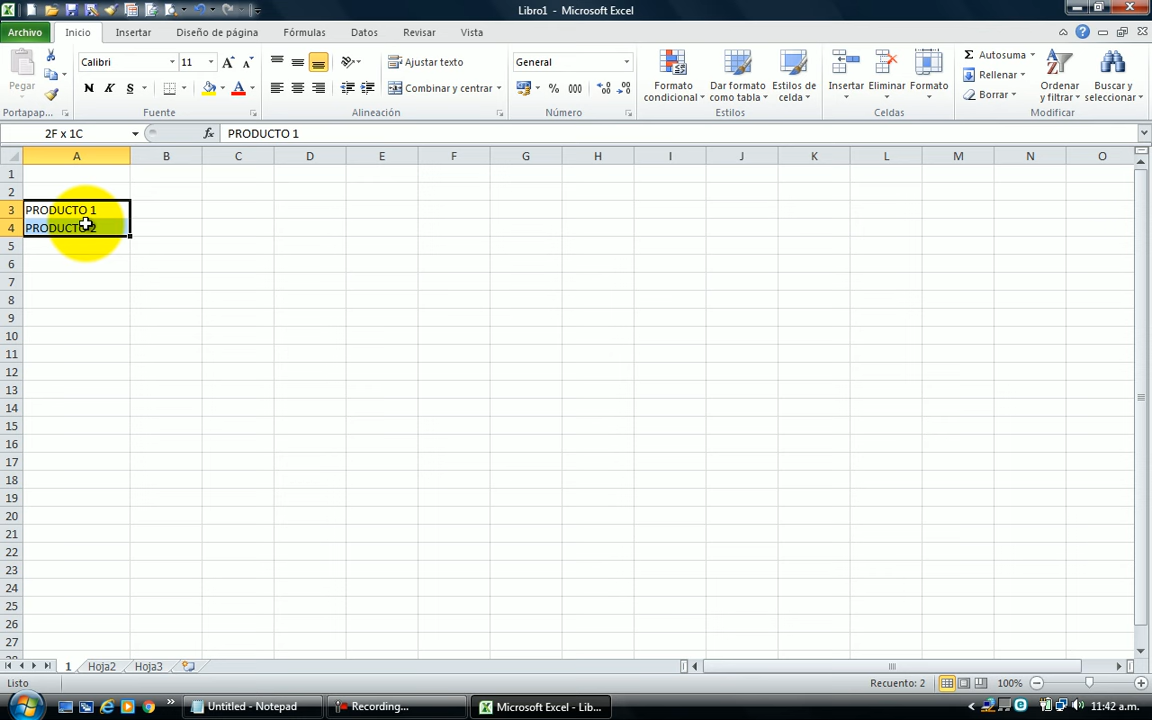 Libro1 - Microsoft Excel
Archivo Inicio Insertar Diseño de página Fórmulas Datos Revisar Vista
Pegar
Calibri 11
N K S
Ajustar texto
Combinar y centrar
General
% 000
Formato condicional
Dar formato como tabla
Estilos de celda
Insertar Eliminar Formato
Σ Autosuma
Rellenar
Borrar
Ordenar y filtrar
Buscar y seleccionar
Portapap... Fuente Alineación Número Estilos Celdas Modificar
2F x 1C fx PRODUCTO 1
A B C D E F G H I J K L M N O
1
2
3 PRODUCTO 1
4 PRODUCTO 2
5
6
7
8
9
10
11
12
13
14
15
16
17
18
19
20
21
22
23
24
25
26
27
1 Hoja2 Hoja3
Listo Recuento: 2 100%
Untitled - Notepad Recording... Microsoft Excel - Lib... 11:42 a.m.